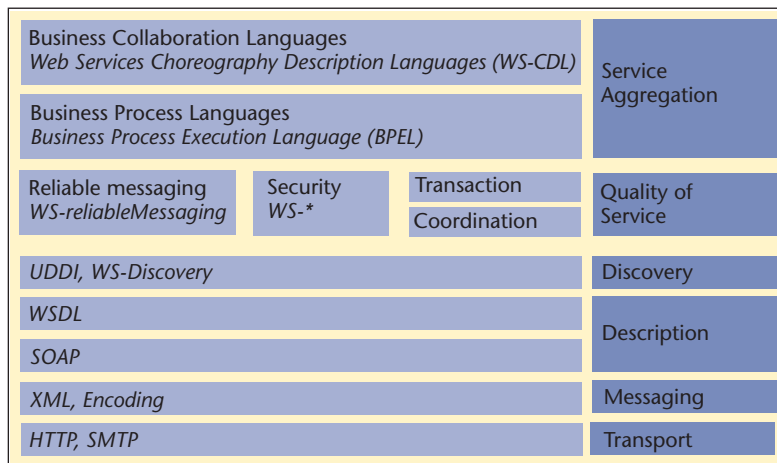 Business Collaboration Languages
Web Services Choreography Description Languages (WS-CDL)
Service
Aggregation
Business Process Languages
Business Process Execution Language (BPEL)
Reliable messaging
WS-reliableMessaging
Security
WS-*
Transaction
Coordination
Quality of
Service
UDDI, WS-Discovery
Discovery
WSDL
Description
SOAP
XML, Encoding
Messaging
HTTP, SMTP
Transport